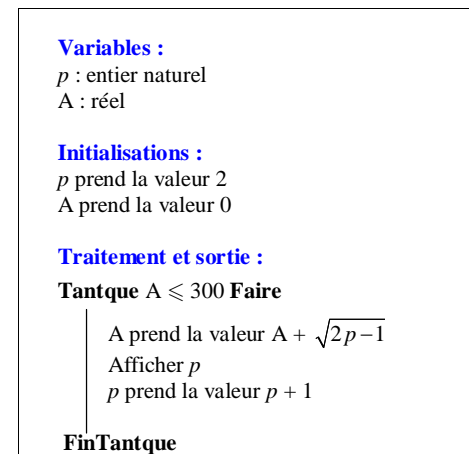 Variables :
p : entier naturel
A : réel
Initialisations :
p prend la valeur 2
A prend la valeur 0
Traitement et sortie :
Tantque A ⩽ 300 Faire
A prend la valeur A + √(2p−1)
Afficher p
p prend la valeur p + 1
FinTantque